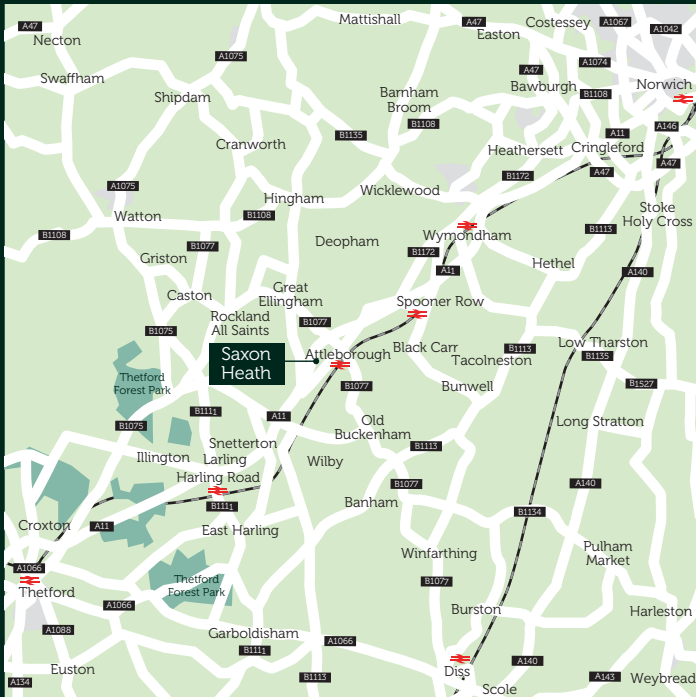 A47
Mattishall
A47
Costessey
A1067
A1042
Necton
Easton
A1075
A1074
A47
Swaffham
Bawburgh
Norwich
Shipdam
Barnham
Broom
B1108
B1108
A146
B1135
A11
Cranworth
Heathersett
Cringleford
A47
A47
B1172
A1075
Wicklewood
Hingham
Stoke
Holy Cross
Watton
B1108
B1108
B1113
Wymondham
Deopham
B1077
B1172
Griston
Hethel
A11
A140
Great
Ellingham
Caston
Spooner Row
Rockland
All Saints
B1077
B1075
Low Tharston
Black Carr
B1113
Saxon
Heath
Attleborough
B1135
Tacolneston
Thetford
Forest Park
B1077
Bunwell
B1527
B1111
A11
Old
Buckenham
Long Stratton
B1075
Snetterton
B1113
Illington
Larling
Wilby
Harling Road
B1077
A140
Banham
B1111
B1134
Croxton
A11
East Harling
Pulham
Market
Winfarthing
A1066
Thetford
Forest Park
B1077
Thetford
A1066
Burston
Harleston
A1088
Garboldisham
A1066
B1111
A140
Euston
Diss
B1113
A143
Weybread
A134
Scole